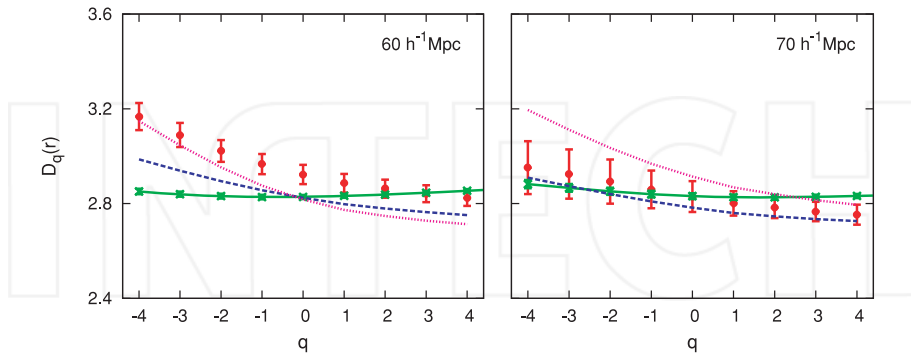 60 h⁻¹Mpc
70 h⁻¹Mpc
3.6
3.2
2.8
2.4
D_q(r)
-4 -3 -2 -1 0 1 2 3 4
-4 -3 -2 -1 0 1 2 3 4
q
q
INTECH